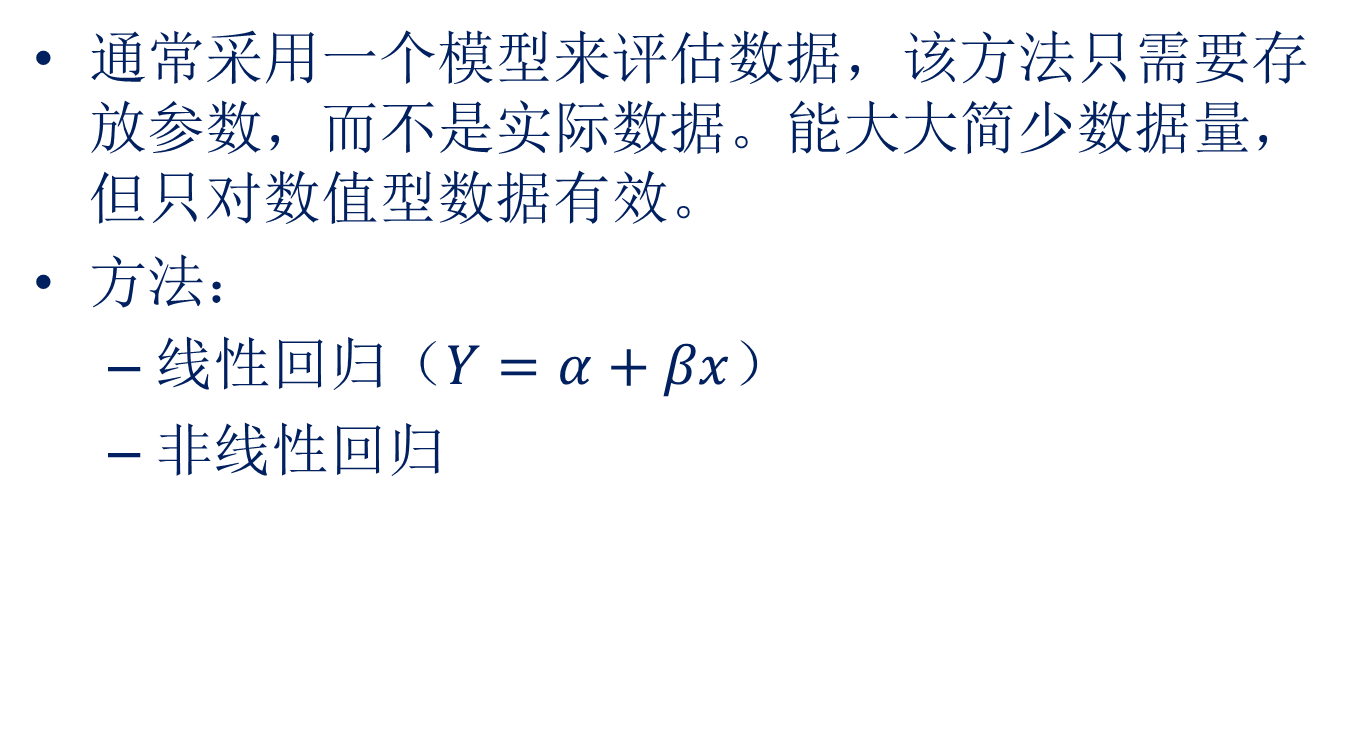 • 通常采用一个模型来评估数据，该方法只需要存
放参数，而不是实际数据。能大大简少数据量，
但只对数值型数据有效。
• 方法：
– 线性回归（Y = α + βx）
– 非线性回归